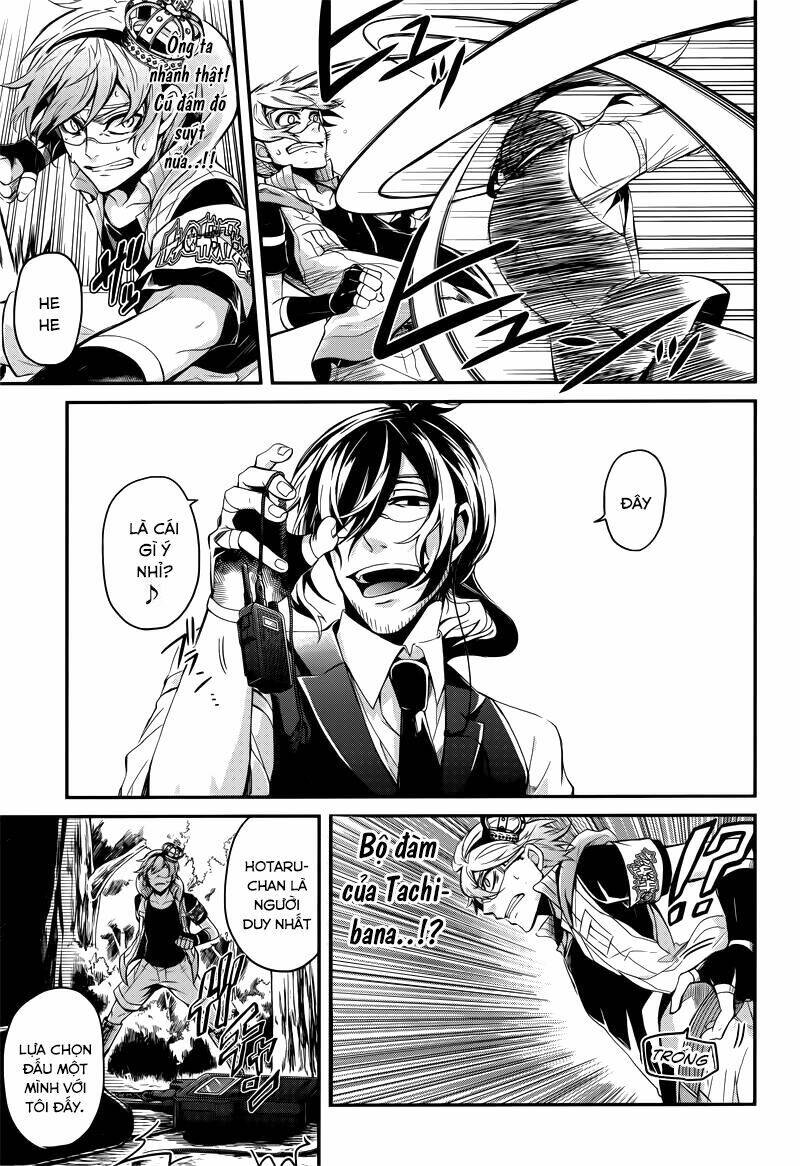 Ông ta
nhanh thật!
Cú đấm đó
suýt
nữa..!!
HE
HE
ĐÂY
LÀ CÁI
GÌ Ý
NHỈ?
♪
!?
Bộ đàm
của Tachi-
bana..!?
TRỐNG
HOTARU-
CHAN LÀ
NGƯỜI
DUY NHẤT
LỰA CHỌN
ĐẤU MỘT
MÌNH VỚI
TÔI ĐẤY.